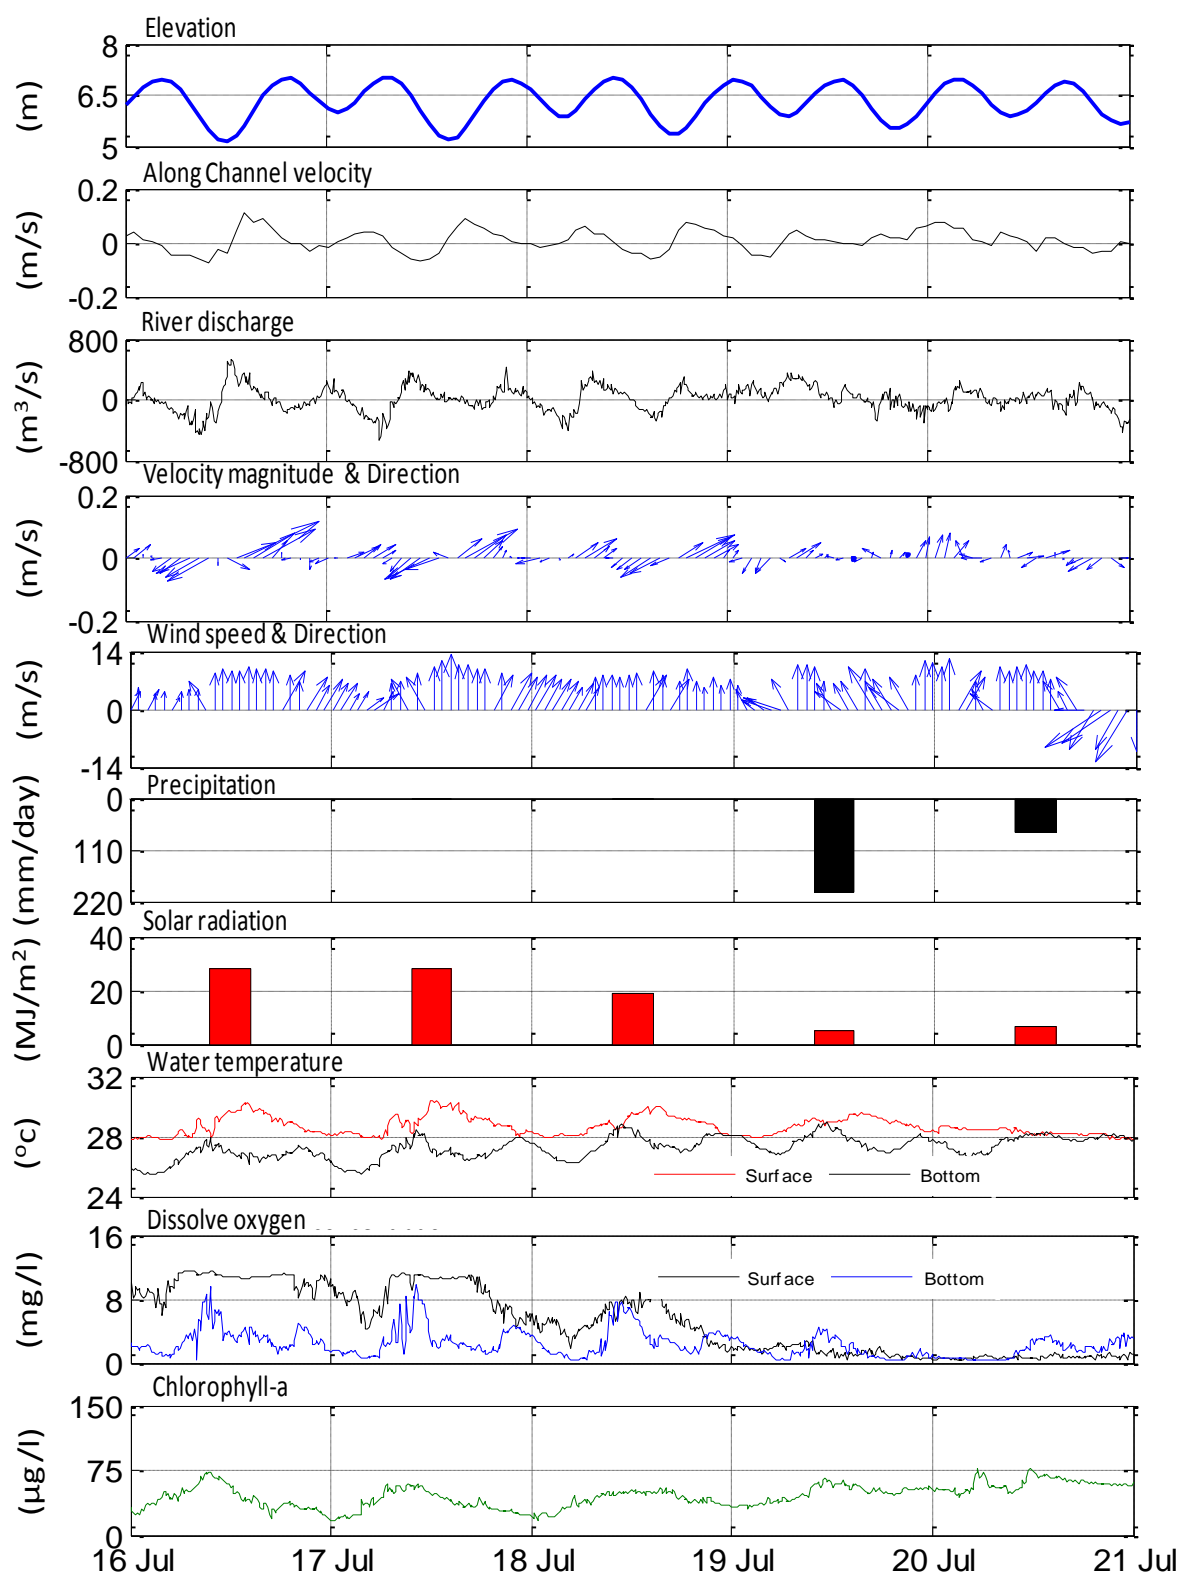 Elevation
8
6.5
5
(m)
Along Channel velocity
0.2
0
-0.2
(m/s)
River discharge
800
0
-800
(m³/s)
Velocity magnitude & Direction
0.2
0
-0.2
(m/s)
Wind speed & Direction
14
0
-14
(m/s)
Precipitation
0
110
220
(mm/day)
Solar radiation
40
20
0
(MJ/m²)
Water temperature
32
28
24
(°c)
Surface Bottom
Dissolve oxygen
16
8
0
(mg/l)
Surface Bottom
Chlorophyll-a
150
75
0
(µg/l)
16 Jul 17 Jul 18 Jul 19 Jul 20 Jul 21 Jul